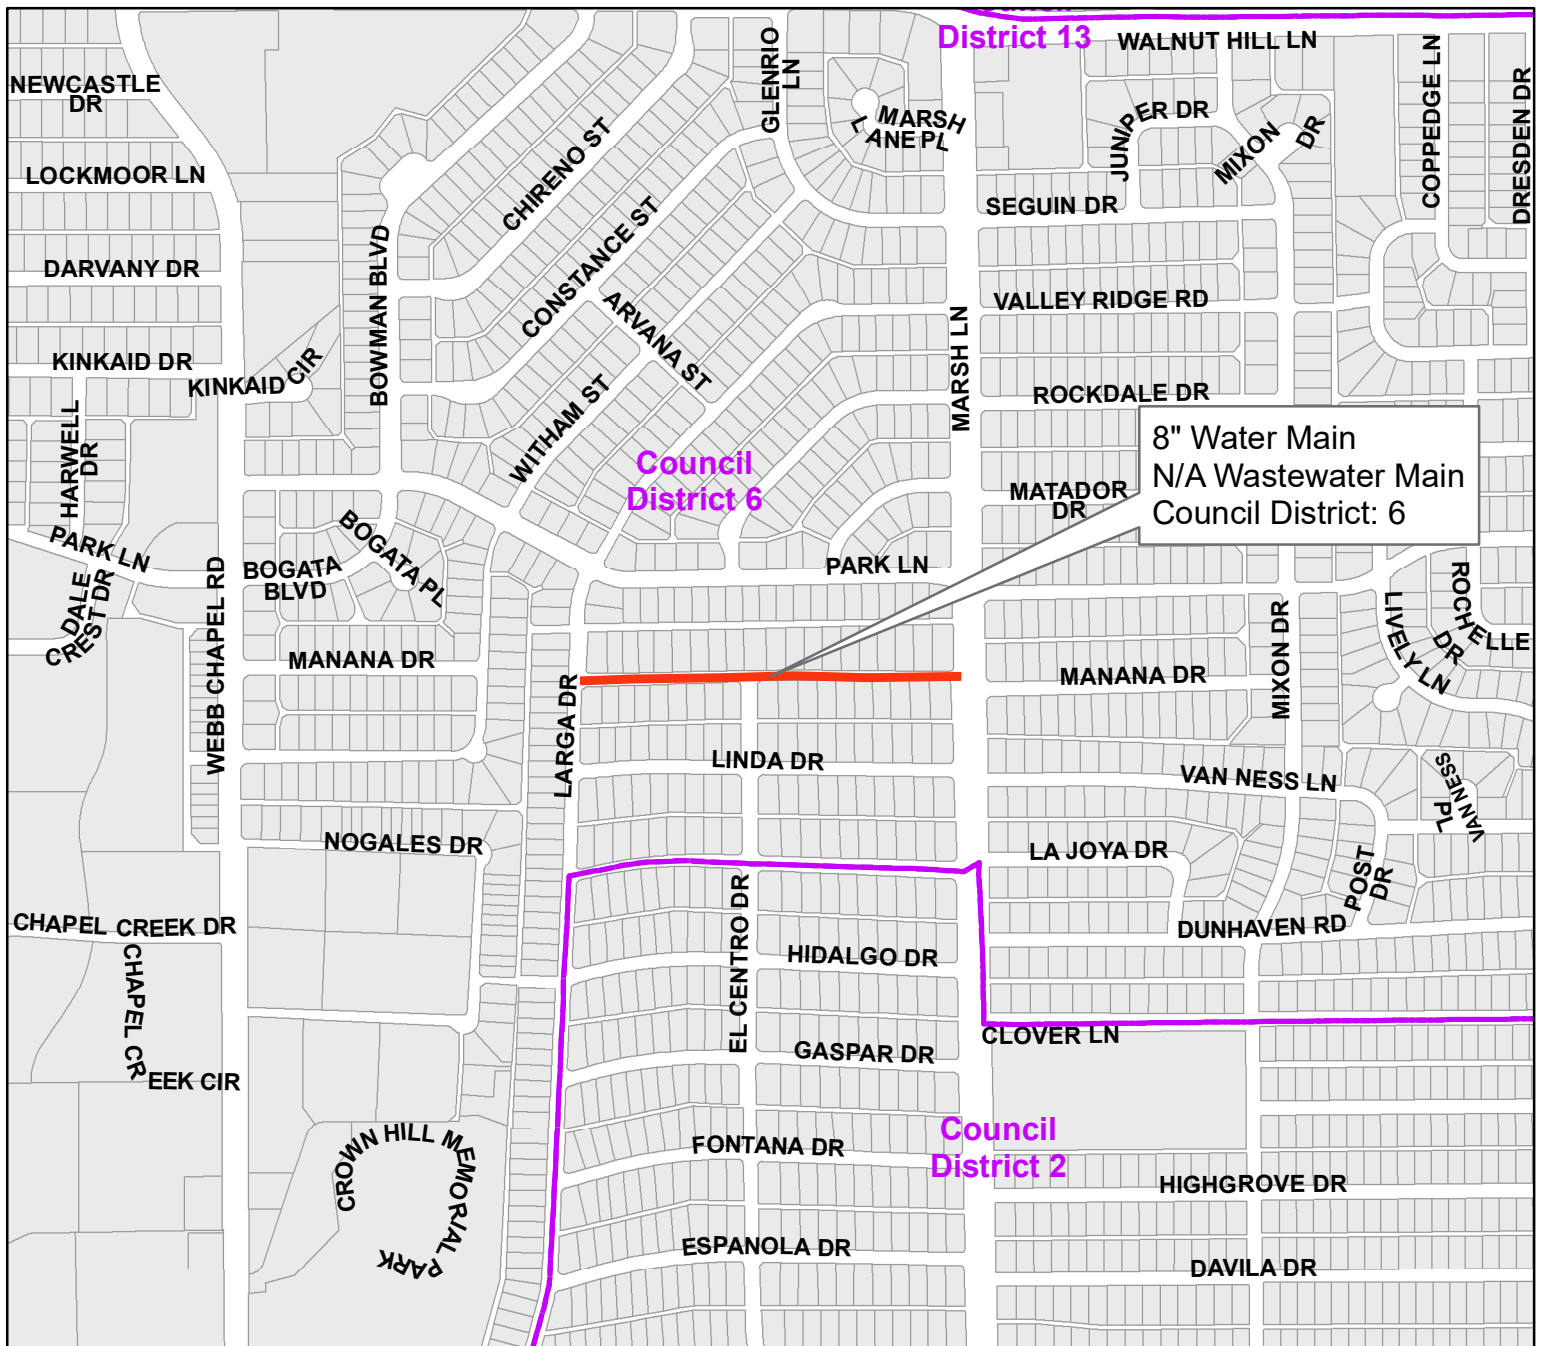 Council
District 13
WALNUT HILL LN
GLENRIO
LN
COPPEDGE LN
DRESDEN DR
NEWCASTLE
DR
MARSH
LANE PL
JUNIPER DR
MIXON
DR
CHIRENO ST
LOCKMOOR LN
SEGUIN DR
CONSTANCE ST
BOWMAN BLVD
DARVANY DR
VALLEY RIDGE RD
ARVANA ST
MARSH LN
KINKAID DR
KINKAID CIR
ROCKDALE DR
HARWELL
DR
WITHAM ST
8" Water Main
N/A Wastewater Main
Council District: 6
Council
District 6
MATADOR
DR
PARK LN
BOGATA
BLVD
BOGATA PL
PARK LN
DALE
CREST DR
WEBB CHAPEL RD
ROCHELLE
DR
LIVELY LN
MANANA DR
MANANA DR
MIXON DR
LARGA DR
LINDA DR
VAN NESS LN
VAN NESS
PL
NOGALES DR
LA JOYA DR
POST
DR
CHAPEL CREEK DR
EL CENTRO DR
DUNHAVEN RD
HIDALGO DR
CHAPEL CREEK CIR
GASPAR DR
CLOVER LN
CROWN HILL MEMORIAL
PARK
FONTANA DR
Council
District 2
HIGHGROVE DR
ESPANOLA DR
DAVILA DR